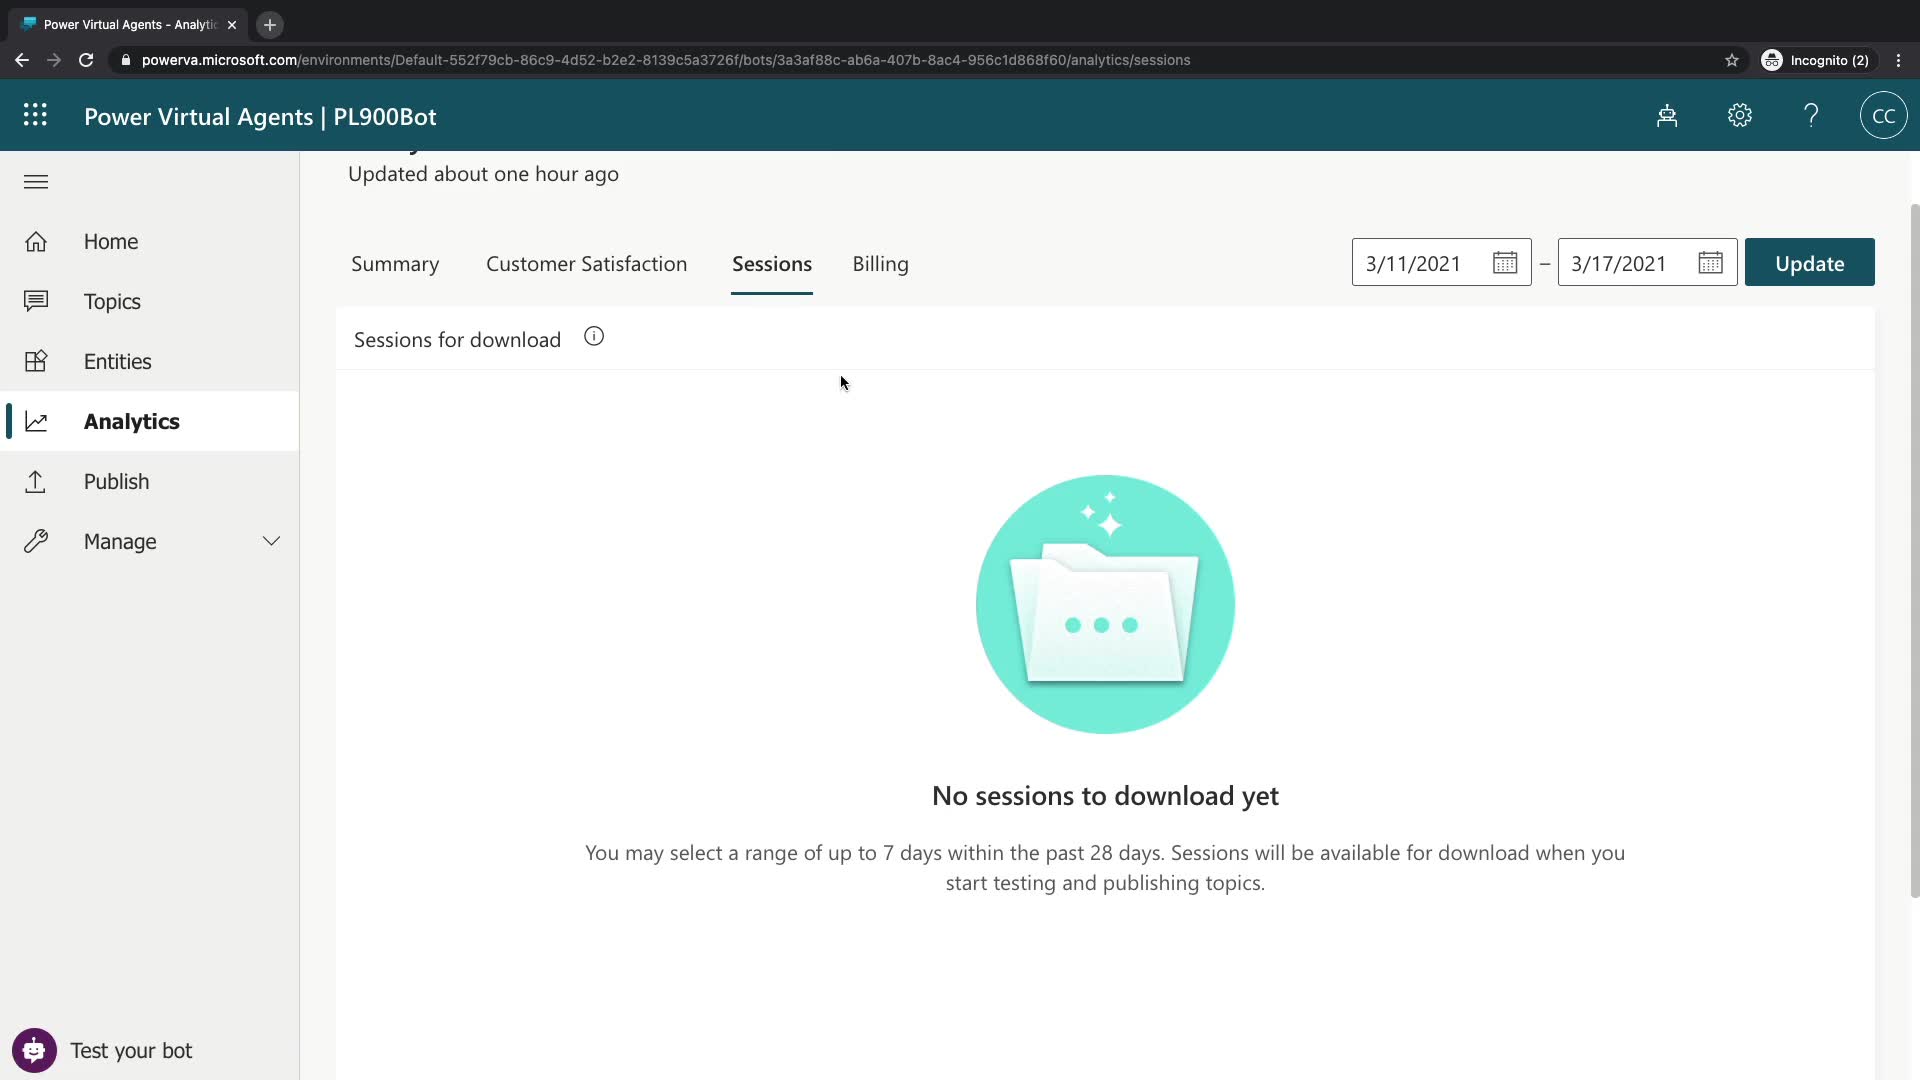 Power Virtual Agents - Analytic
powerva.microsoft.com/environments/Default-552f79cb-86c9-4d52-b2e2-8139c5a3726f/bots/3a3af88c-ab6a-407b-8ac4-956c1d868f60/analytics/sessions
Incognito (2)
Power Virtual Agents | PL900Bot
CC
Updated about one hour ago
Home
Topics
Entities
Analytics
Publish
Manage
Summary
Customer Satisfaction
Sessions
Billing
3/11/2021 – 3/17/2021
Update
Sessions for download
No sessions to download yet
You may select a range of up to 7 days within the past 28 days. Sessions will be available for download when you
start testing and publishing topics.
Test your bot